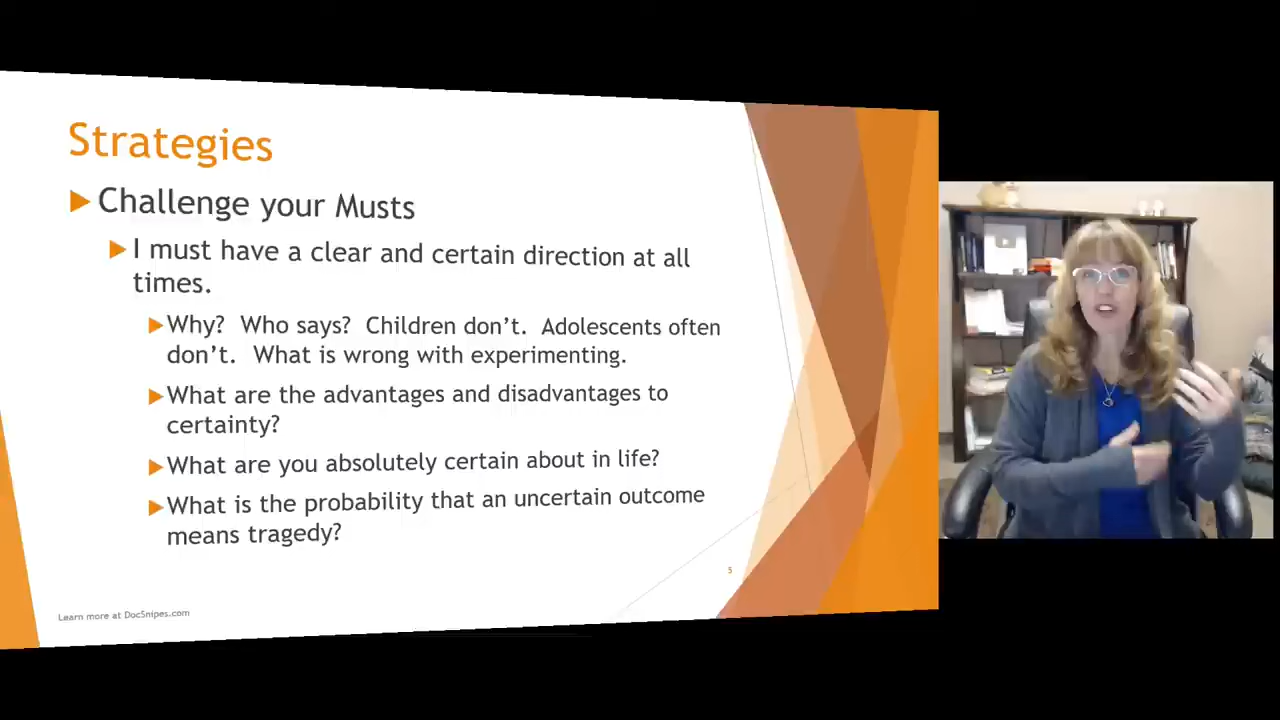 Strategies
Challenge your Musts
I must have a clear and certain direction at all
times.
Why? Who says? Children don’t. Adolescents often
don’t. What is wrong with experimenting.
What are the advantages and disadvantages to
certainty?
What are you absolutely certain about in life?
What is the probability that an uncertain outcome
means tragedy?
5
Learn more at DocSnipes.com